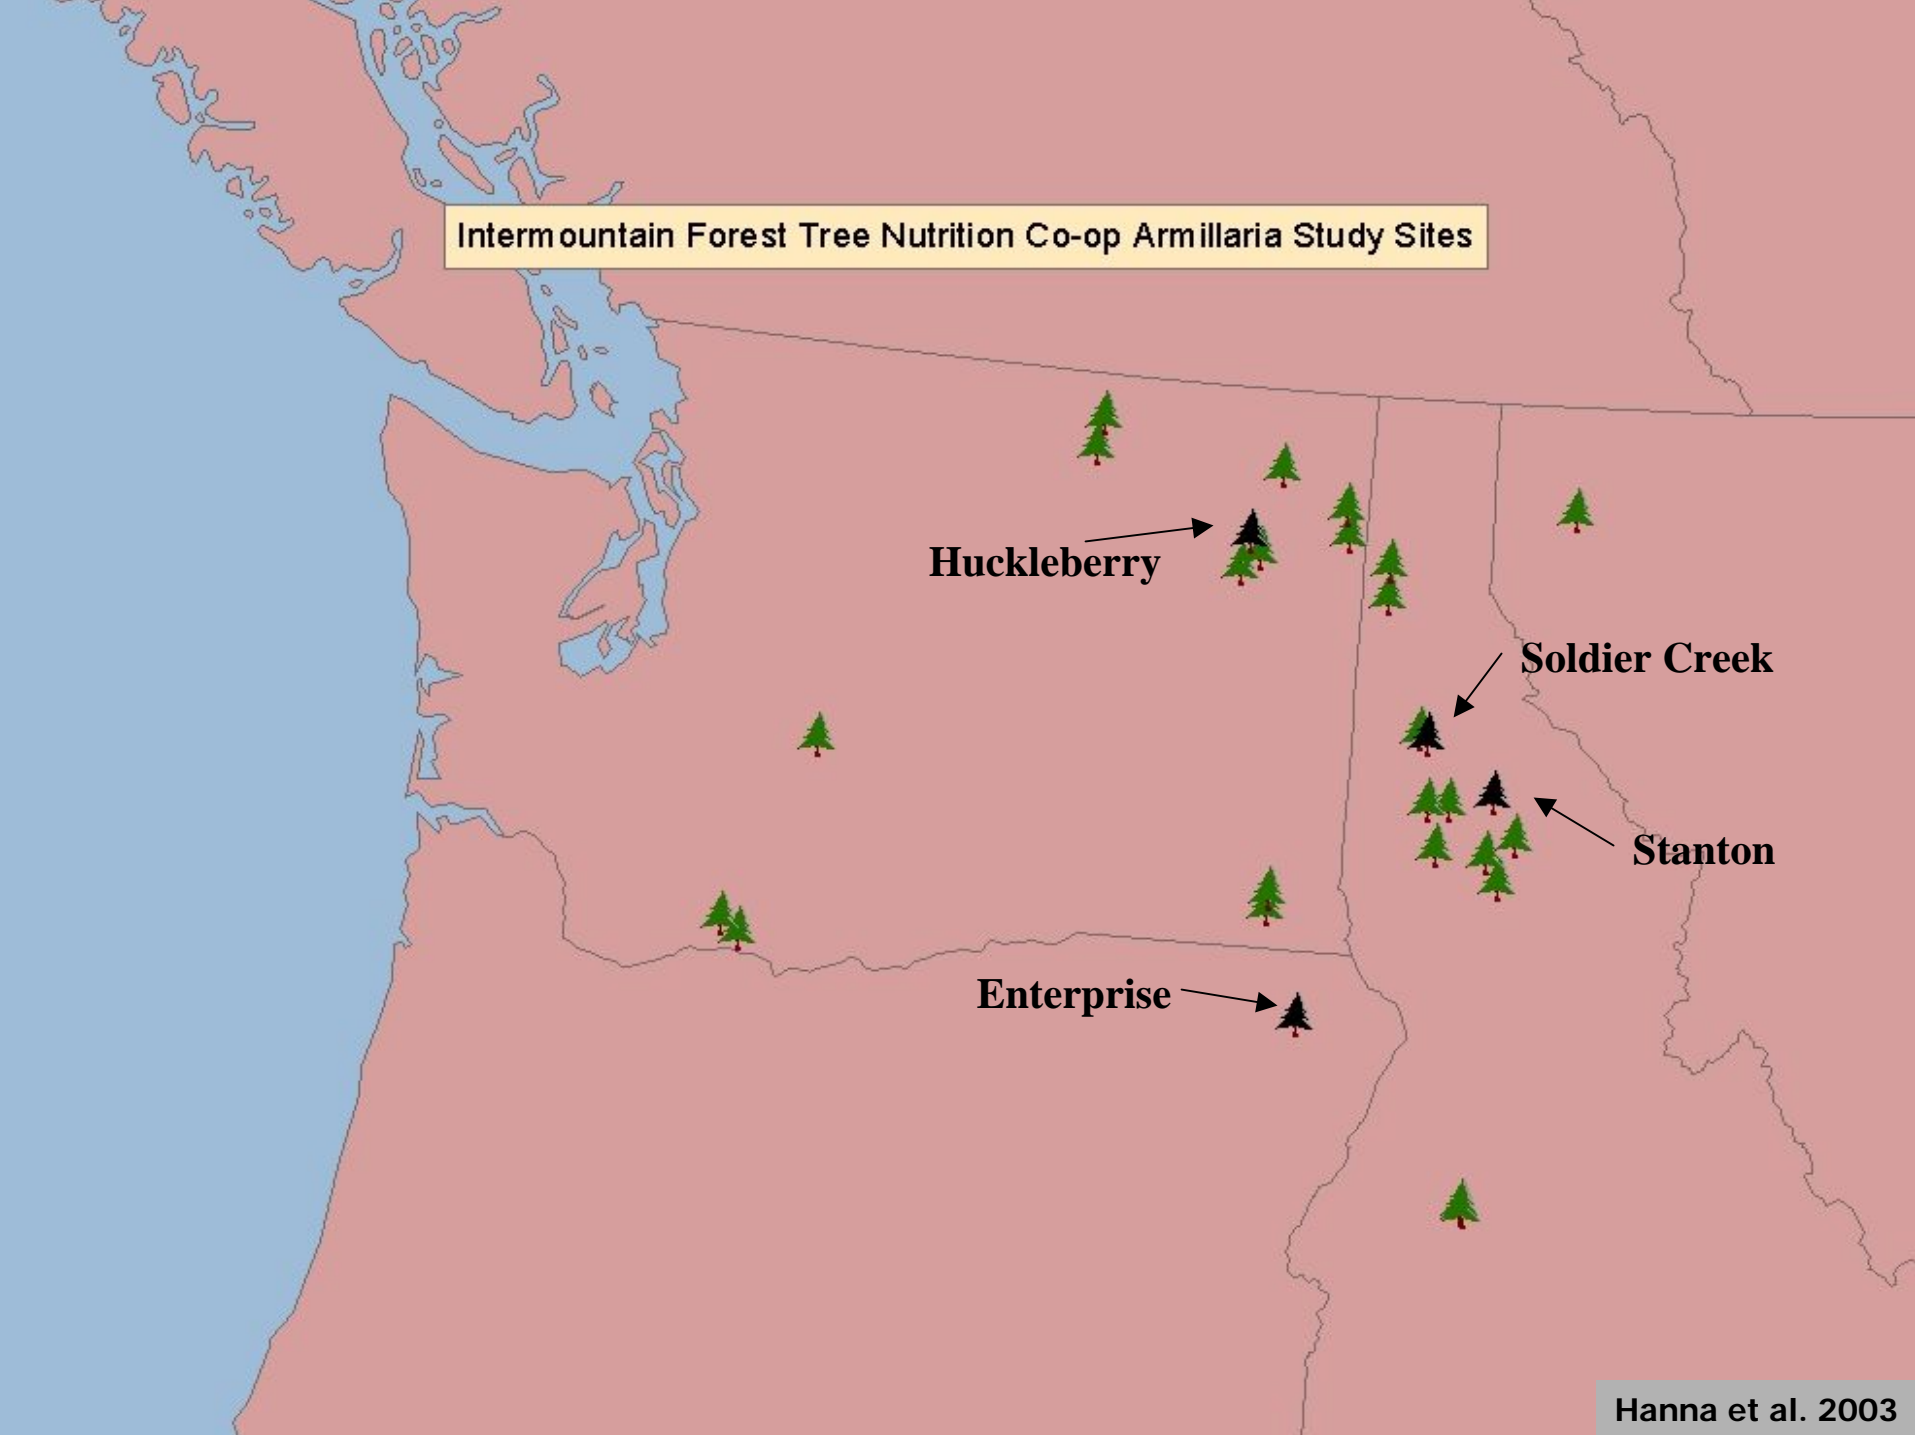 Intermountain Forest Tree Nutrition Co-op Armillaria Study Sites
Huckleberry
Soldier Creek
Stanton
Enterprise
Hanna et al. 2003